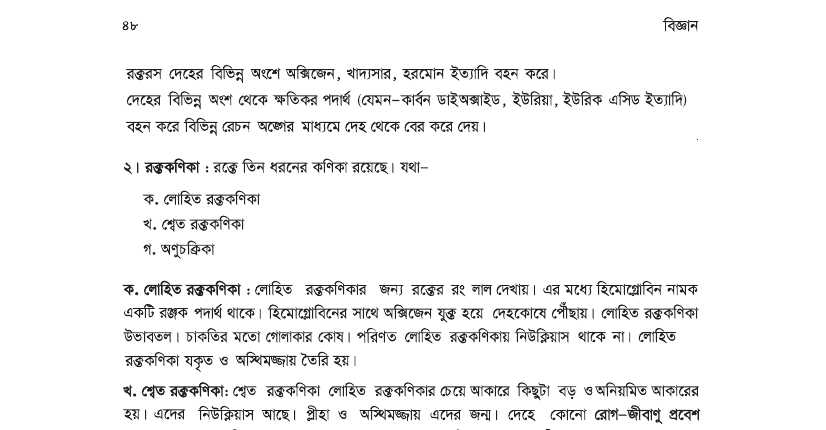 ৪৮ বিজ্ঞান
রক্তরস দেহের বিভিন্ন অংশে অক্সিজেন, খাদ্যসার, হরমোন ইত্যাদি বহন করে।
দেহের বিভিন্ন অংশ থেকে ক্ষতিকর পদার্থ (যেমন-কার্বন ডাইঅক্সাইড, ইউরিয়া, ইউরিক এসিড ইত্যাদি)
বহন করে বিভিন্ন রেচন অঙ্গের মাধ্যমে দেহ থেকে বের করে দেয়।
২। রক্তকণিকা : রক্তে তিন ধরনের কণিকা রয়েছে। যথা-
ক. লোহিত রক্তকণিকা
খ. শ্বেত রক্তকণিকা
গ. অণুচক্রিকা
ক. লোহিত রক্তকণিকা : লোহিত রক্তকণিকার জন্য রক্তের রং লাল দেখায়। এর মধ্যে হিমোগ্লোবিন নামক
একটি রঞ্জক পদার্থ থাকে। হিমোগ্লোবিনের সাথে অক্সিজেন যুক্ত হয়ে দেহকোষে পৌঁছায়। লোহিত রক্তকণিকা
উভাবতল। চাকতির মতো গোলাকার কোষ। পরিণত লোহিত রক্তকণিকায় নিউক্লিয়াস থাকে না। লোহিত
রক্তকণিকা যকৃত ও অস্থিমজ্জায় তৈরি হয়।
খ. শ্বেত রক্তকণিকা: শ্বেত রক্তকণিকা লোহিত রক্তকণিকার চেয়ে আকারে কিছুটা বড় ও অনিয়মিত আকারের
হয়। এদের নিউক্লিয়াস আছে। প্লীহা ও অস্থিমজ্জায় এদের জন্ম। দেহে কোনো রোগ-জীবাণু প্রবেশ